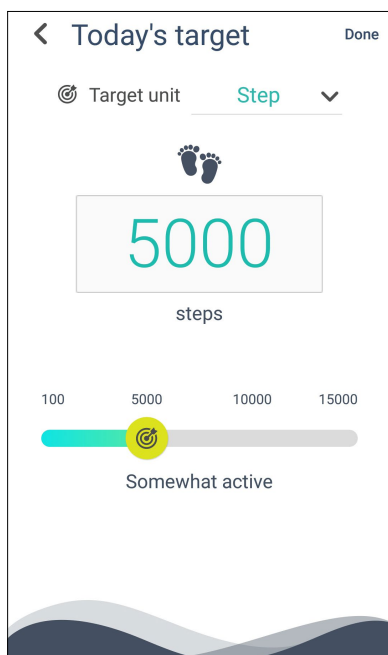 Today's target
Done
Target unit Step
5000
steps
100 5000 10000 15000
Somewhat active